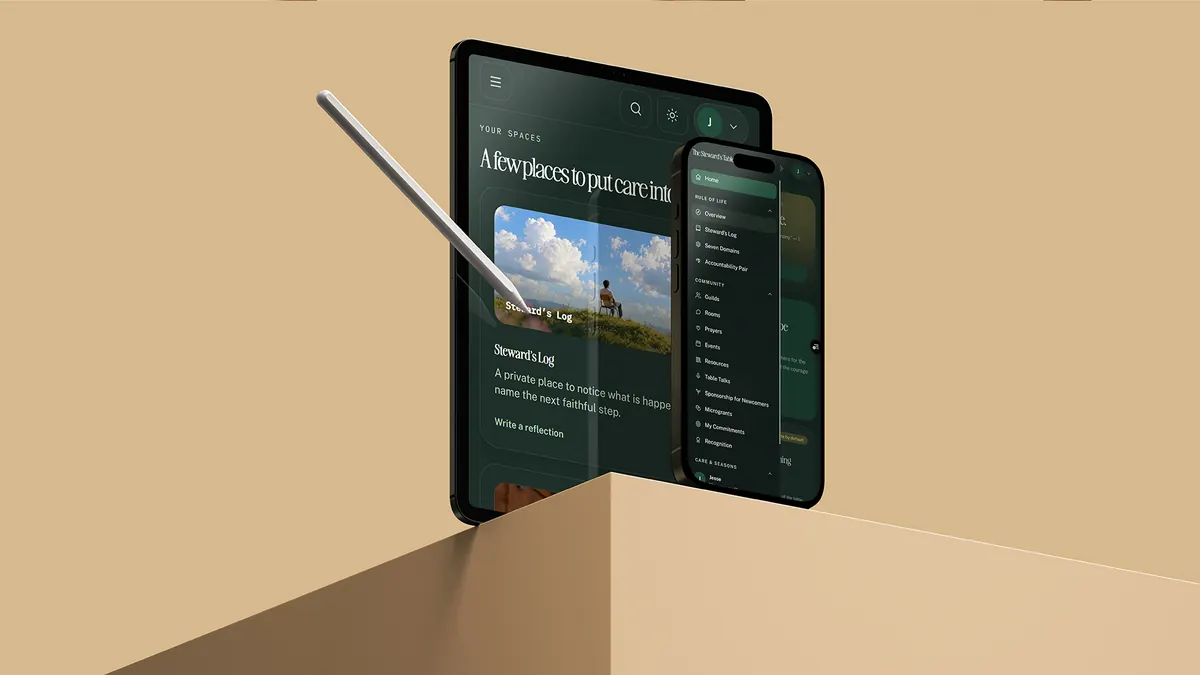 J
YOUR SPACES
A few places to put care into
Steward's Log
Steward's Log
A private place to notice what is happe
name the next faithful step.
Write a reflection
The Steward's Table
Home
RULE OF LIFE
Overview
Steward's Log
Seven Domains
Accountability Pair
COMMUNITY
Guilds
Rooms
Prayers
Events
Resources
Table Talks
Sponsorship for Newcomers
Microgrants
My Commitments
Recognition
CARE & SEASONS
Jesse
by default